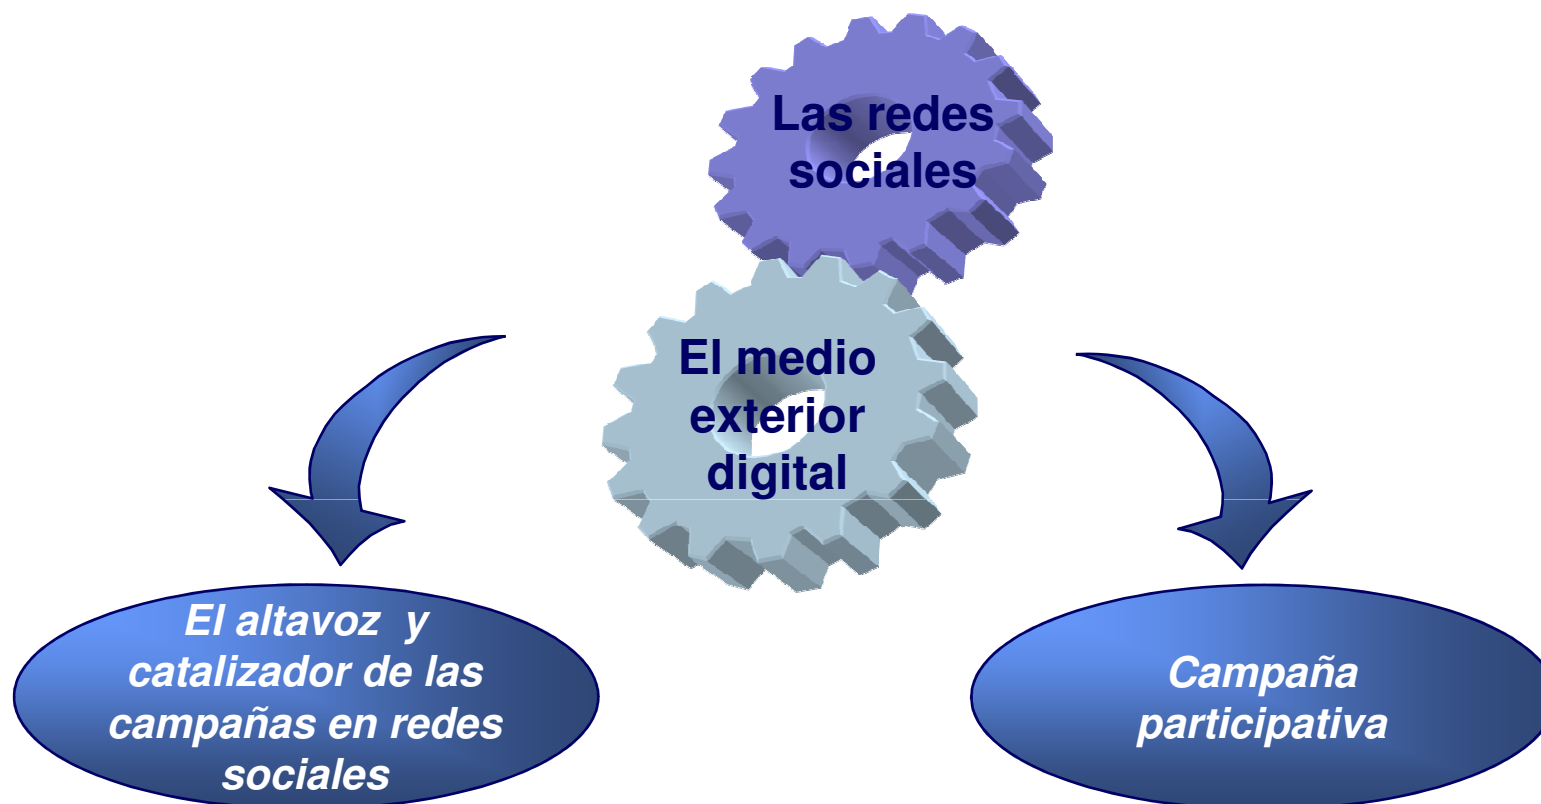 Las redes
sociales
El medio
exterior
digital
El altavoz y
catalizador de las
campañas en redes
sociales
Campaña
participativa